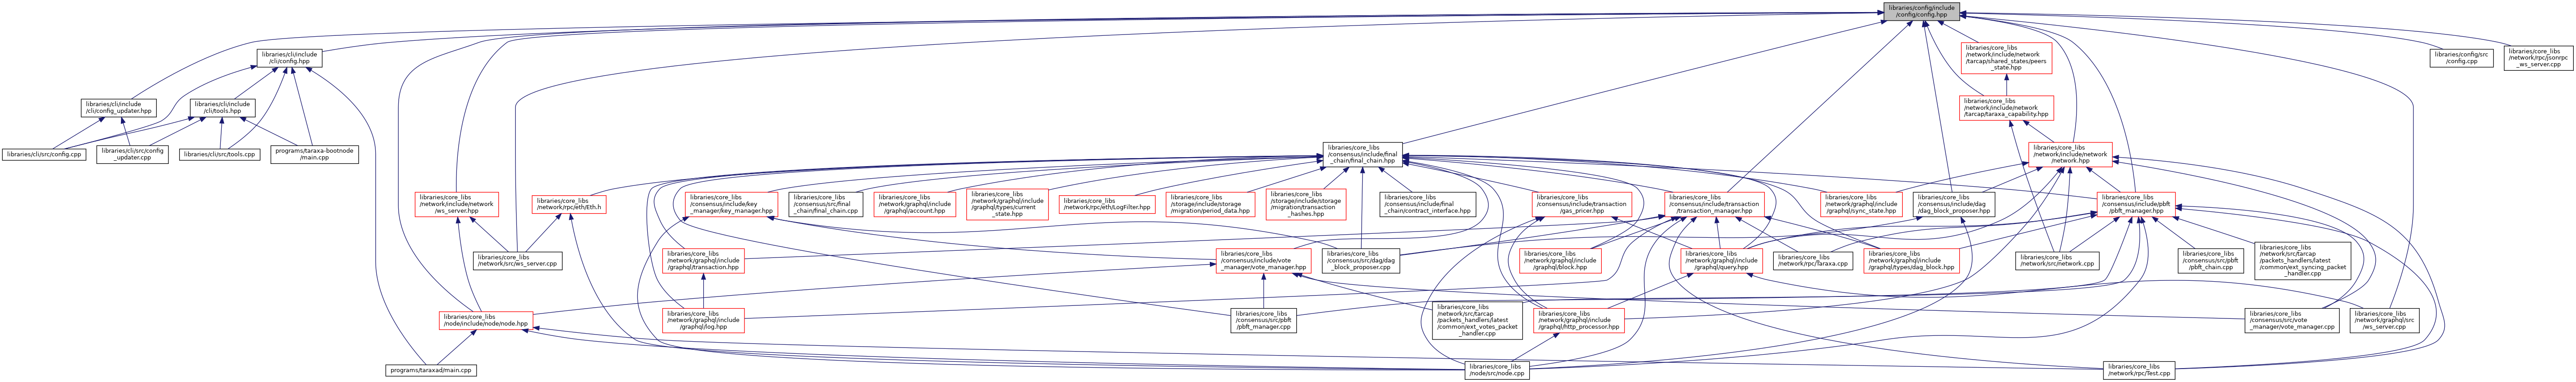 libraries/config/include
/config/config.hpp
libraries/cli/include
/cli/config.hpp
libraries/core_libs
/network/include/network
/tarcap/shared_states/peers
_state.hpp
libraries/config/src
/config.cpp
libraries/core_libs
/network/rpc/jsonrpc
_ws_server.cpp
libraries/cli/include
/cli/config_updater.hpp
libraries/cli/include
/cli/tools.hpp
libraries/core_libs
/network/include/network
/tarcap/taraxa_capability.hpp
libraries/cli/src/config.cpp
libraries/cli/src/config
_updater.cpp
libraries/cli/src/tools.cpp
programs/taraxa-bootnode
/main.cpp
libraries/core_libs
/consensus/include/final
_chain/final_chain.hpp
libraries/core_libs
/network/include/network
/network.hpp
libraries/core_libs
/network/include/network
/ws_server.hpp
libraries/core_libs
/network/rpc/eth/Eth.h
libraries/core_libs
/consensus/include/key
_manager/key_manager.hpp
libraries/core_libs
/consensus/src/final
_chain/final_chain.cpp
libraries/core_libs
/network/graphql/include
/graphql/account.hpp
libraries/core_libs
/network/graphql/include
/graphql/types/current
_state.hpp
libraries/core_libs
/network/rpc/eth/LogFilter.hpp
libraries/core_libs
/storage/include/storage
/migration/period_data.hpp
libraries/core_libs
/storage/include/storage
/migration/transaction
_hashes.hpp
libraries/core_libs
/consensus/include/final
_chain/contract_interface.hpp
libraries/core_libs
/consensus/include/transaction
/gas_pricer.hpp
libraries/core_libs
/consensus/include/transaction
/transaction_manager.hpp
libraries/core_libs
/network/graphql/include
/graphql/sync_state.hpp
libraries/core_libs
/consensus/include/dag
/dag_block_proposer.hpp
libraries/core_libs
/consensus/include/pbft
/pbft_manager.hpp
libraries/core_libs
/network/src/ws_server.cpp
libraries/core_libs
/network/graphql/include
/graphql/transaction.hpp
libraries/core_libs
/consensus/include/vote
_manager/vote_manager.hpp
libraries/core_libs
/consensus/src/dag/dag
_block_proposer.cpp
libraries/core_libs
/network/graphql/include
/graphql/block.hpp
libraries/core_libs
/network/graphql/include
/graphql/query.hpp
libraries/core_libs
/network/rpc/Taraxa.cpp
libraries/core_libs
/network/graphql/include
/graphql/types/dag_block.hpp
libraries/core_libs
/network/src/network.cpp
libraries/core_libs
/consensus/src/pbft
/pbft_chain.cpp
libraries/core_libs
/network/src/tarcap
/packets_handlers/latest
/common/ext_syncing_packet
_handler.cpp
libraries/core_libs
/node/include/node/node.hpp
libraries/core_libs
/network/graphql/include
/graphql/log.hpp
libraries/core_libs
/consensus/src/pbft
/pbft_manager.cpp
libraries/core_libs
/network/src/tarcap
/packets_handlers/latest
/common/ext_votes_packet
_handler.cpp
libraries/core_libs
/network/graphql/include
/graphql/http_processor.hpp
libraries/core_libs
/consensus/src/vote
_manager/vote_manager.cpp
libraries/core_libs
/network/graphql/src
/ws_server.cpp
programs/taraxad/main.cpp
libraries/core_libs
/node/src/node.cpp
libraries/core_libs
/network/rpc/Test.cpp